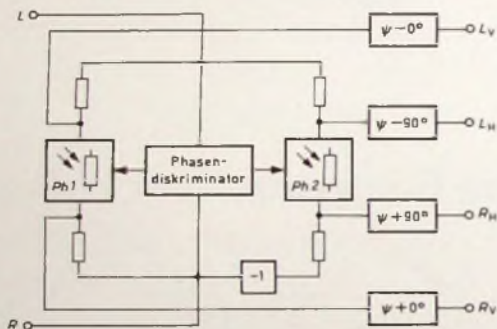 L
ψ−0°
L_V
ψ−90°
L_H
Ph1
Phasen-
diskriminator
Ph2
ψ+90°
R_H
−1
R
ψ+0°
R_V